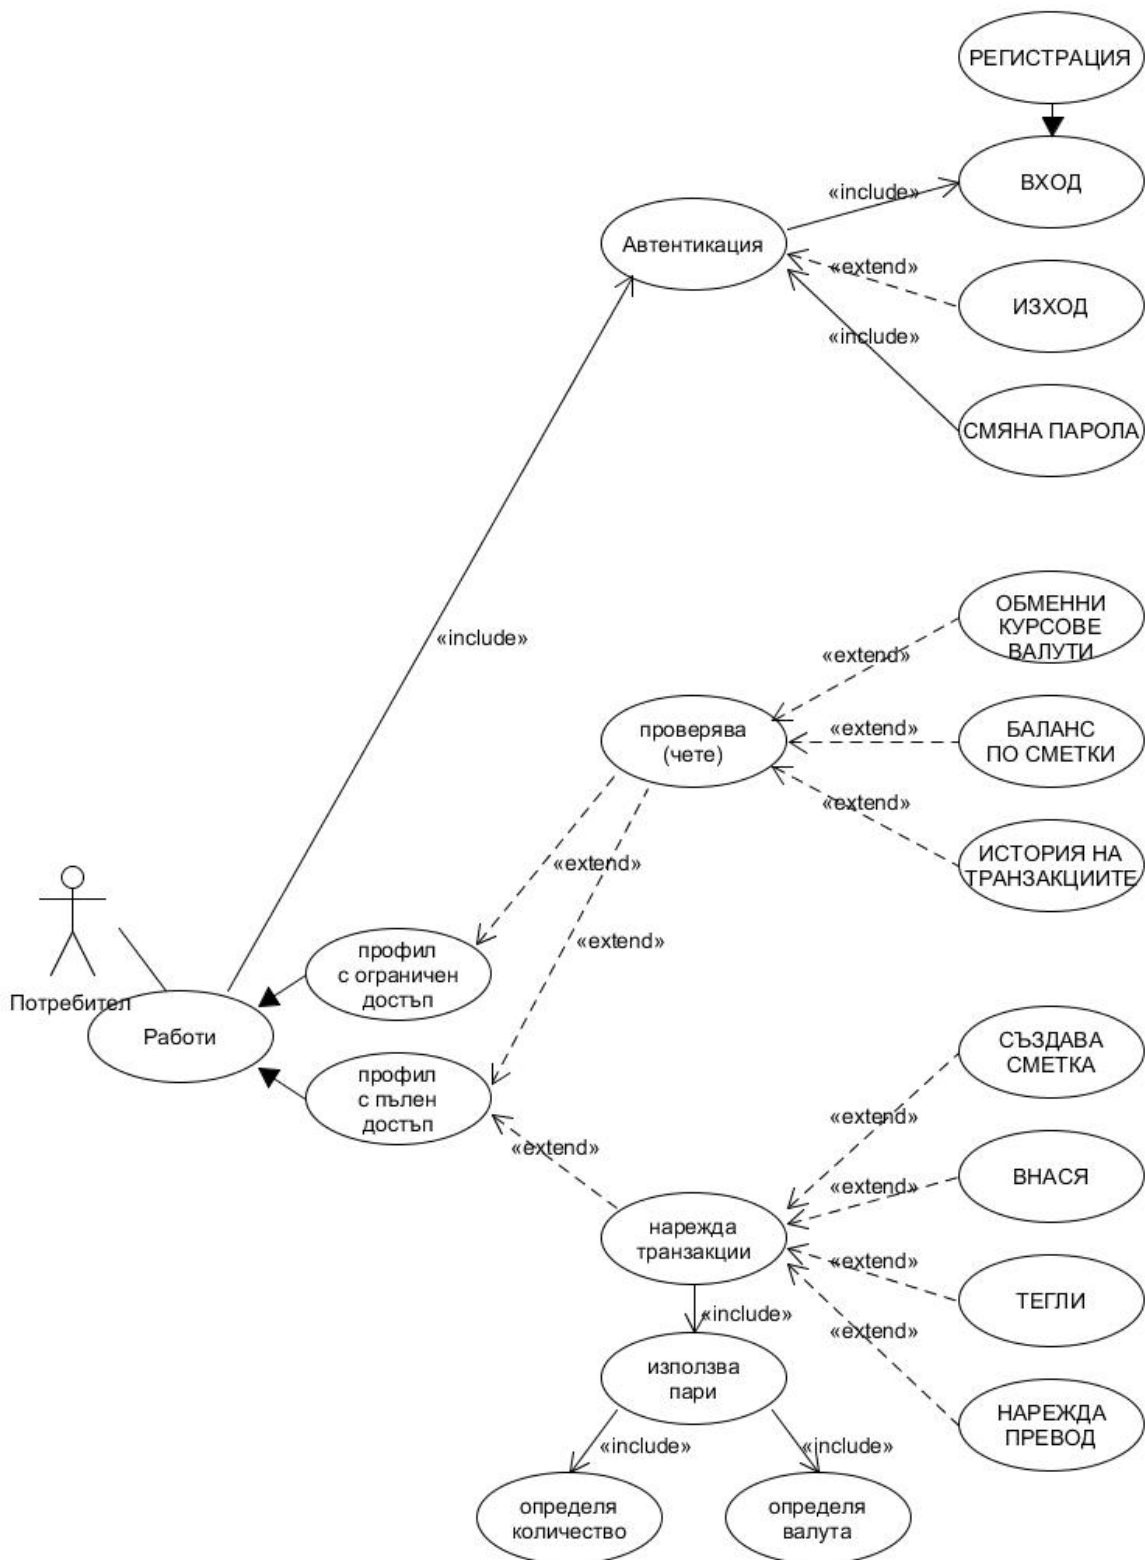 РЕГИСТРАЦИЯ
ВХОД
«include»
Автентикация
«extend»
ИЗХОД
«include»
СМЯНА ПАРОЛА
ОБМЕННИ
КУРСОВЕ
ВАЛУТИ
«include»
«extend»
проверява
(чете)
«extend»
БАЛАНС
ПО СМЕТКИ
«extend»
ИСТОРИЯ НА
ТРАНЗАКЦИИТЕ
«extend»
«extend»
профил
с ограничен
достъп
Потребител
Работи
СЪЗДАВА
СМЕТКА
профил
с пълен
достъп
«extend»
«extend»
«extend»
ВНАСЯ
нарежда
транзакции
«extend»
ТЕГЛИ
«include»
«extend»
използва
пари
НАРЕЖДА
ПРЕВОД
«include»
«include»
определя
количество
определя
валута